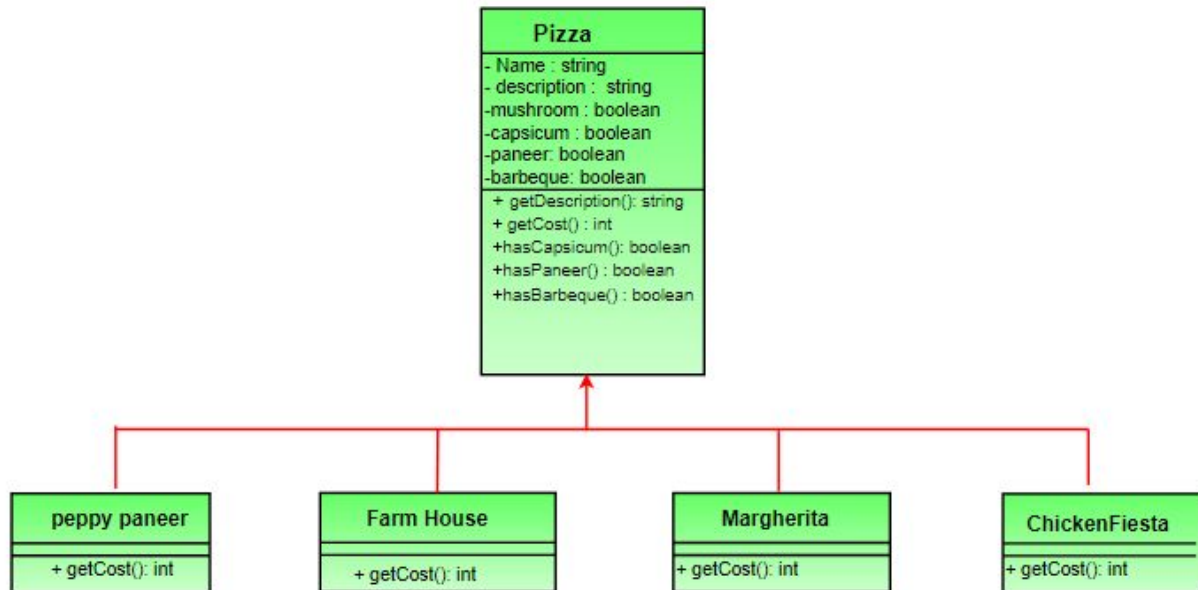 Pizza
- Name : string
- description :  string
-mushroom : boolean
-capsicum : boolean
-paneer: boolean
-barbeque: boolean
+ getDescription(): string
+ getCost() : int
+hasCapsicum(): boolean
+hasPaneer() : boolean
+hasBarbeque() : boolean
peppy paneer
+ getCost(): int
Farm House
+ getCost(): int
Margherita
+ getCost(): int
ChickenFiesta
+ getCost(): int